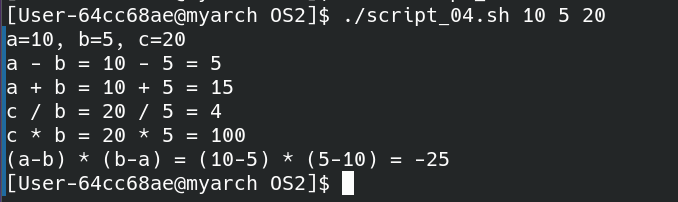 [User-64cc68ae@myarch OS2]$ ./script_04.sh 10 5 20
a=10, b=5, c=20
a - b = 10 - 5 = 5
a + b = 10 + 5 = 15
c / b = 20 / 5 = 4
c * b = 20 * 5 = 100
(a-b) * (b-a) = (10-5) * (5-10) = -25
[User-64cc68ae@myarch OS2]$